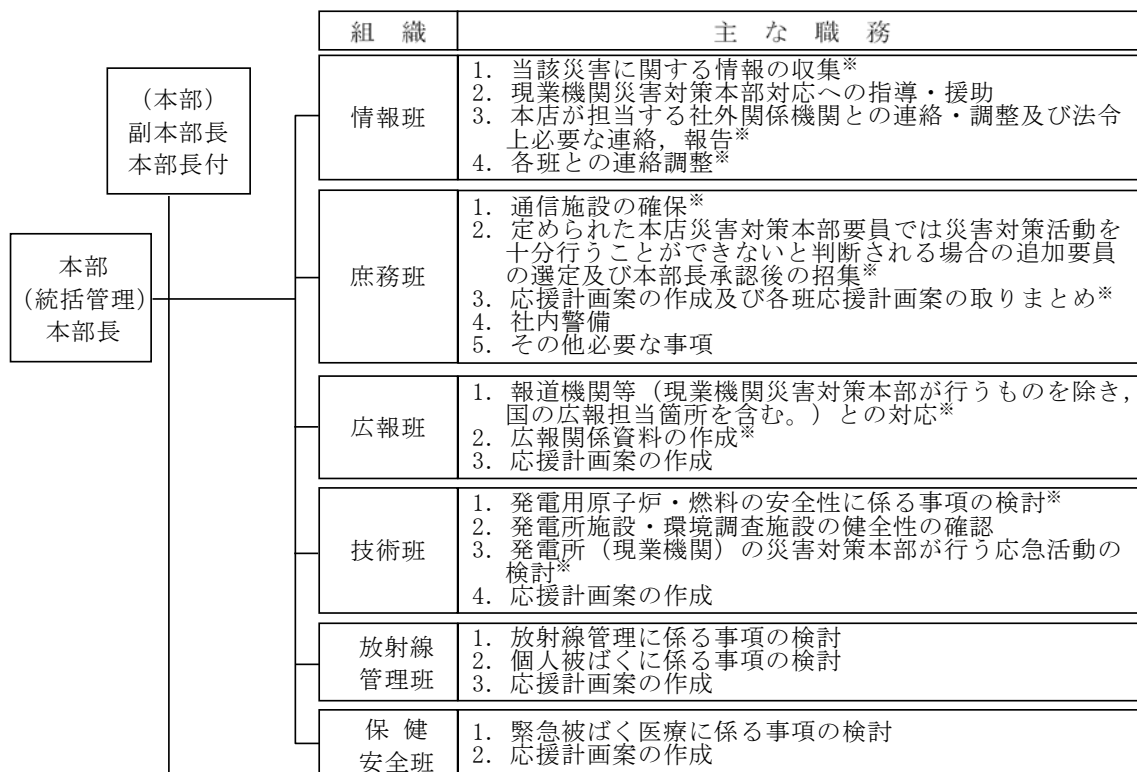 組 織
主 な 職 務
(本部)
副本部長
本部長付
本部
(統括管理)
本部長
情報班
1. 当該災害に関する情報の収集※
2. 現業機関災害対策本部対応への指導・援助
3. 本店が担当する社外関係機関との連絡・調整及び法令
上必要な連絡，報告※
4. 各班との連絡調整※
庶務班
1. 通信施設の確保※
2. 定められた本店災害対策本部要員では災害対策活動を
十分行うことができないと判断される場合の追加要員
の選定及び本部長承認後の招集※
3. 応援計画案の作成及び各班応援計画案の取りまとめ※
4. 社内警備
5. その他必要な事項
広報班
1. 報道機関等（現業機関災害対策本部が行うものを除き，
国の広報担当箇所を含む。）との対応※
2. 広報関係資料の作成※
3. 応援計画案の作成
技術班
1. 発電用原子炉・燃料の安全性に係る事項の検討※
2. 発電所施設・環境調査施設の健全性の確認
3. 発電所（現業機関）の災害対策本部が行う応急活動の
検討※
4. 応援計画案の作成
放射線
管理班
1. 放射線管理に係る事項の検討
2. 個人被ばくに係る事項の検討
3. 応援計画案の作成
保 健
安全班
1. 緊急被ばく医療に係る事項の検討
2. 応援計画案の作成